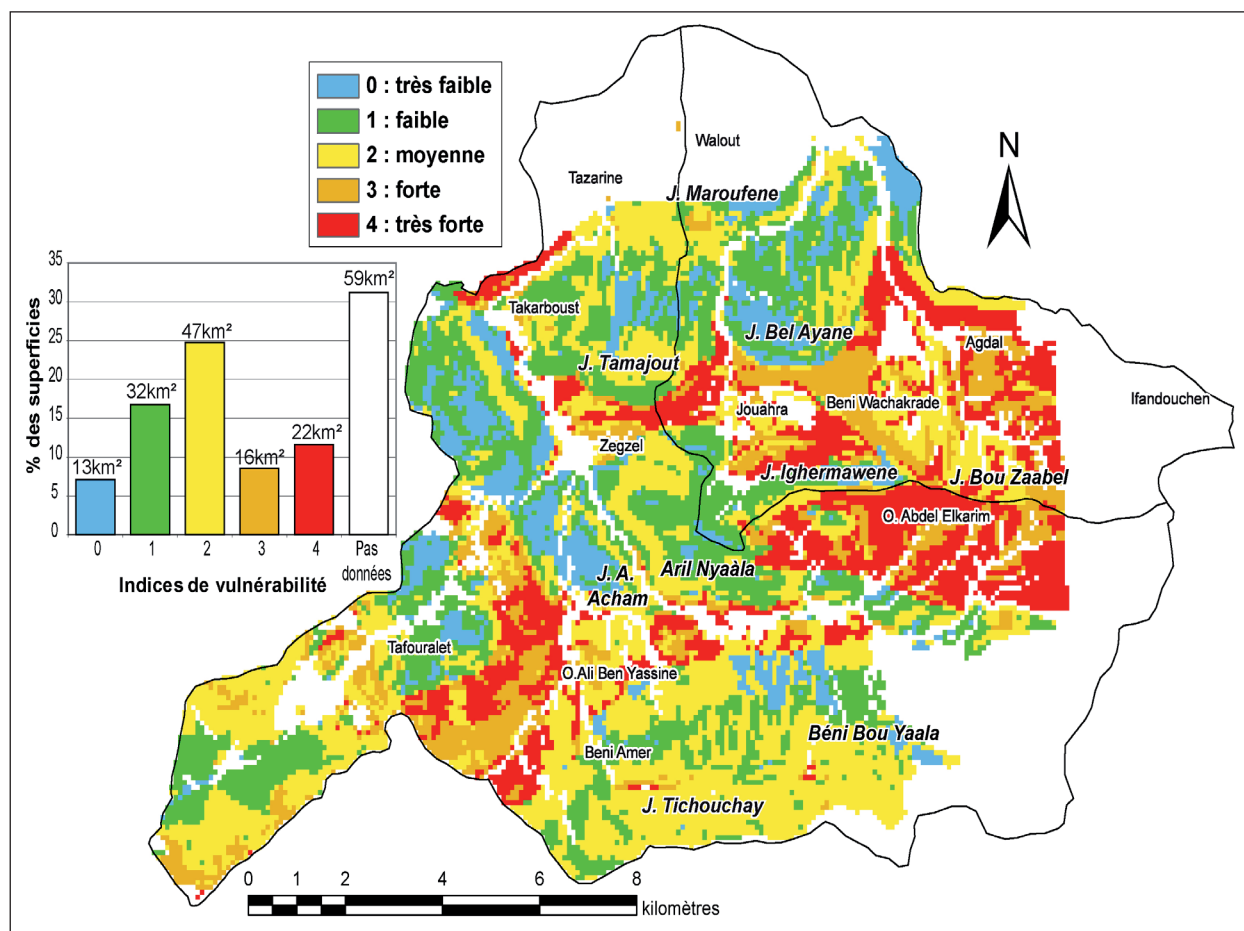 0 : très faible
1 : faible
2 : moyenne
3 : forte
4 : très forte
N
Walout
Tazarine
J. Maroufene
Takarboust
J. Bel Ayane
Agdal
J. Tamajout
Ifandouchen
Jouahra
Beni Wachakrade
Zegzel
J. Ighermawene
J. Bou Zaabel
O. Abdel Elkarim
Aril Nyaàla
J. A.
Acham
Tafouralet
O.Ali Ben Yassine
Béni Bou Yaala
Beni Amer
J. Tichouchay
% des superficies
35
30
25
20
15
10
5
0
13km²
32km²
47km²
16km²
22km²
59km²
0 1 2 3 4 Pas
données
Indices de vulnérabilité
0 1 2 4 6 8
kilomètres